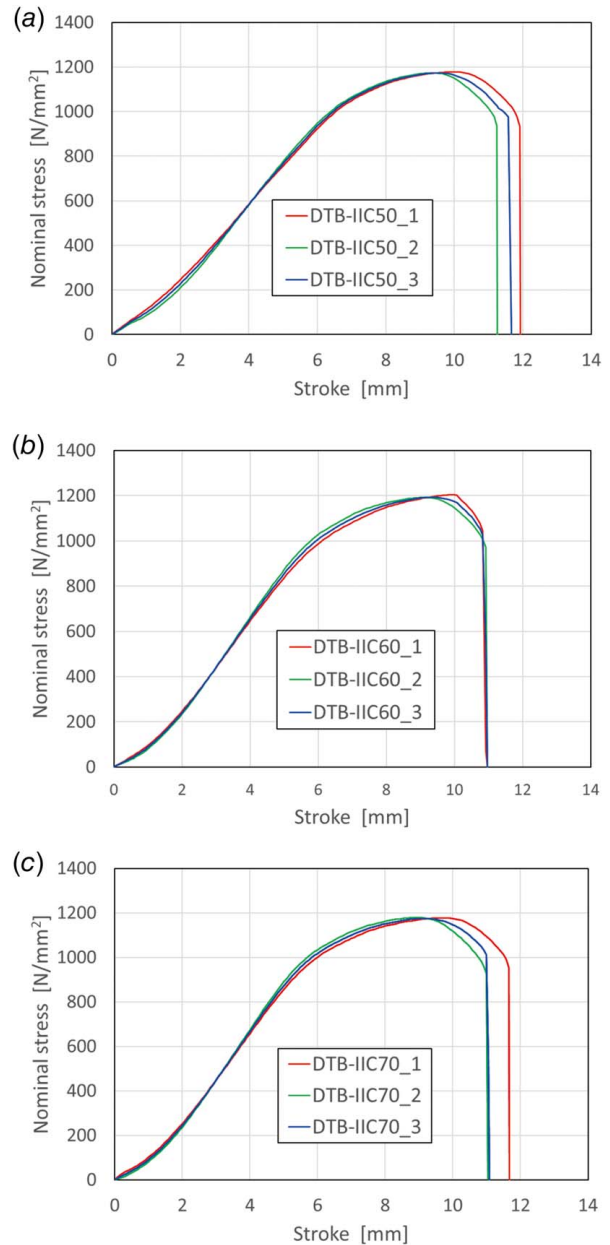 (a)
1400
1200
1000
800
600
400
200
0
Nominal stress [N/mm²]
DTB-IIC50_1
DTB-IIC50_2
DTB-IIC50_3
0 2 4 6 8 10 12 14
Stroke [mm]
(b)
1400
1200
1000
800
600
400
200
0
Nominal stress [N/mm²]
DTB-IIC60_1
DTB-IIC60_2
DTB-IIC60_3
0 2 4 6 8 10 12 14
Stroke [mm]
(c)
1400
1200
1000
800
600
400
200
0
Nominal stress [N/mm²]
DTB-IIC70_1
DTB-IIC70_2
DTB-IIC70_3
0 2 4 6 8 10 12 14
Stroke [mm]